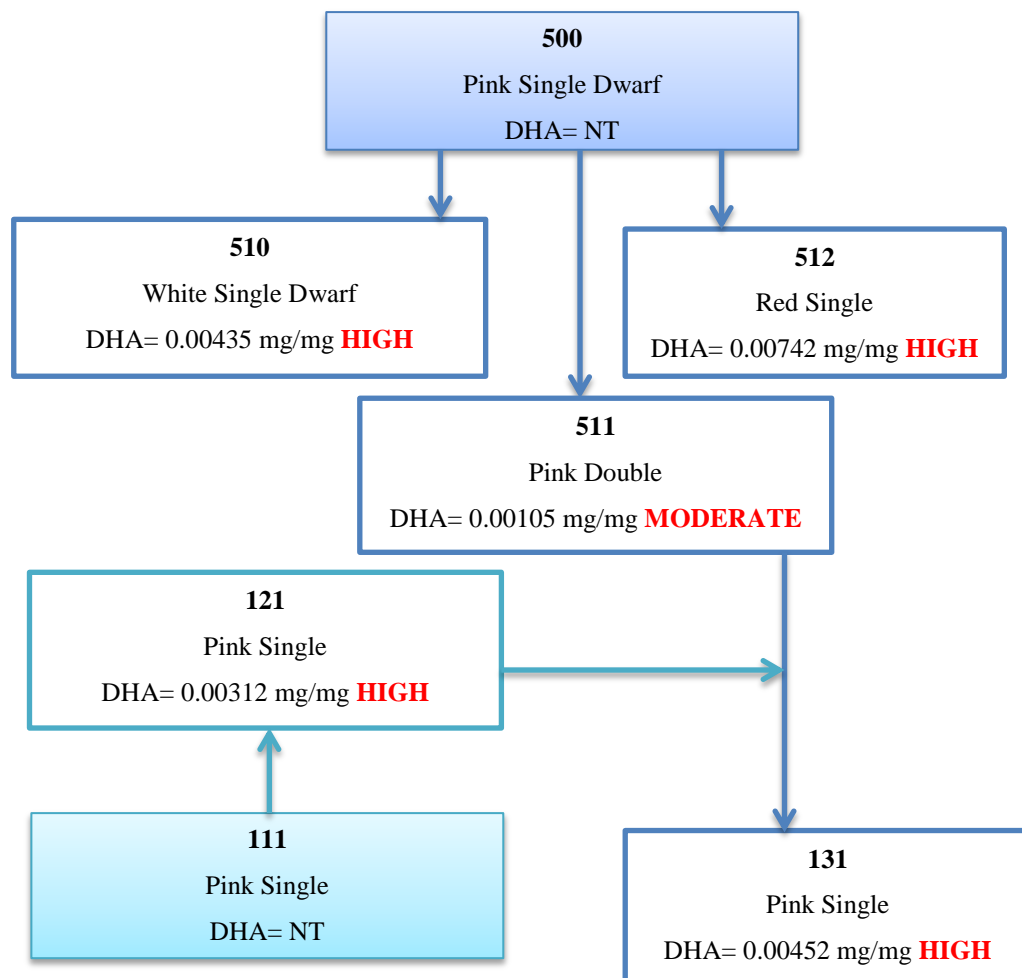 500
Pink Single Dwarf
DHA= NT
510
White Single Dwarf
DHA= 0.00435 mg/mg HIGH
512
Red Single
DHA= 0.00742 mg/mg HIGH
511
Pink Double
DHA= 0.00105 mg/mg MODERATE
121
Pink Single
DHA= 0.00312 mg/mg HIGH
111
Pink Single
DHA= NT
131
Pink Single
DHA= 0.00452 mg/mg HIGH